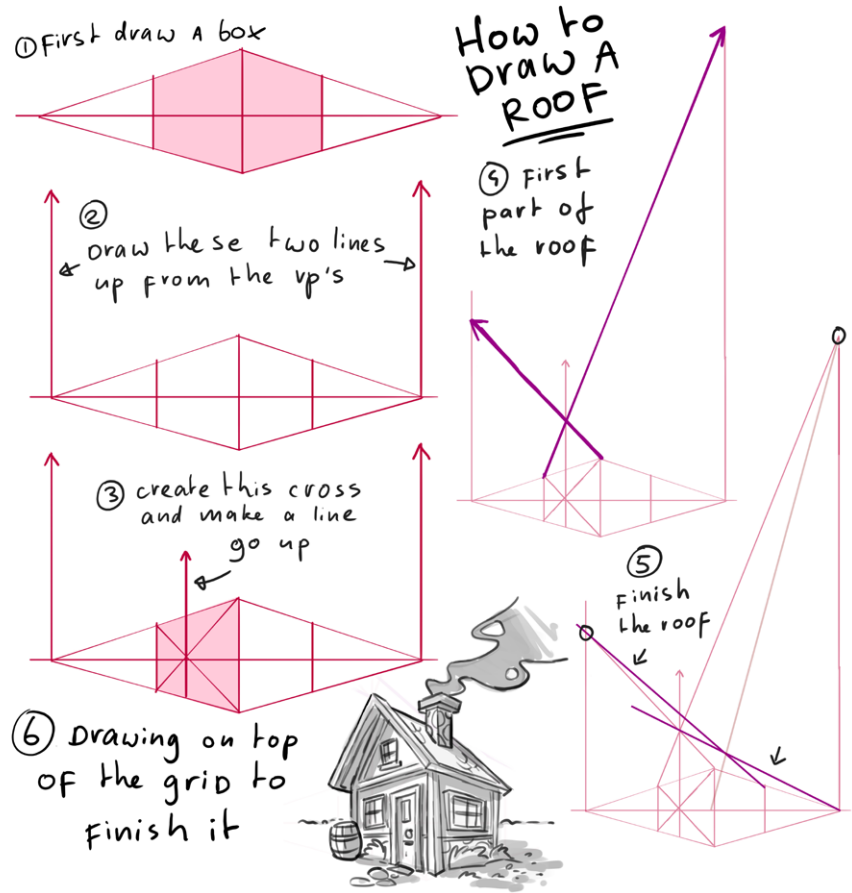 How to
Draw A
ROOF
① First draw A box
②
Draw these two lines
up from the vp's
③ create this cross
and make a line
go up
④ First
part of
the roof
⑤
Finish
the roof
⑥ Drawing on top
of the grid to
Finish it